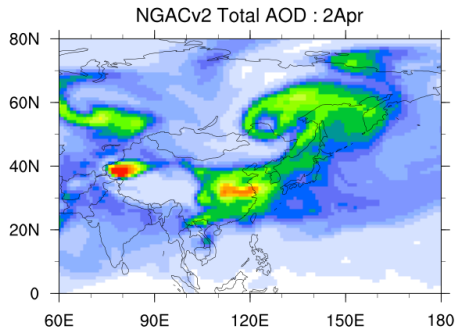 NGACv2 Total AOD : 2Apr
80N
60N
40N
20N
0
60E
90E
120E
150E
180